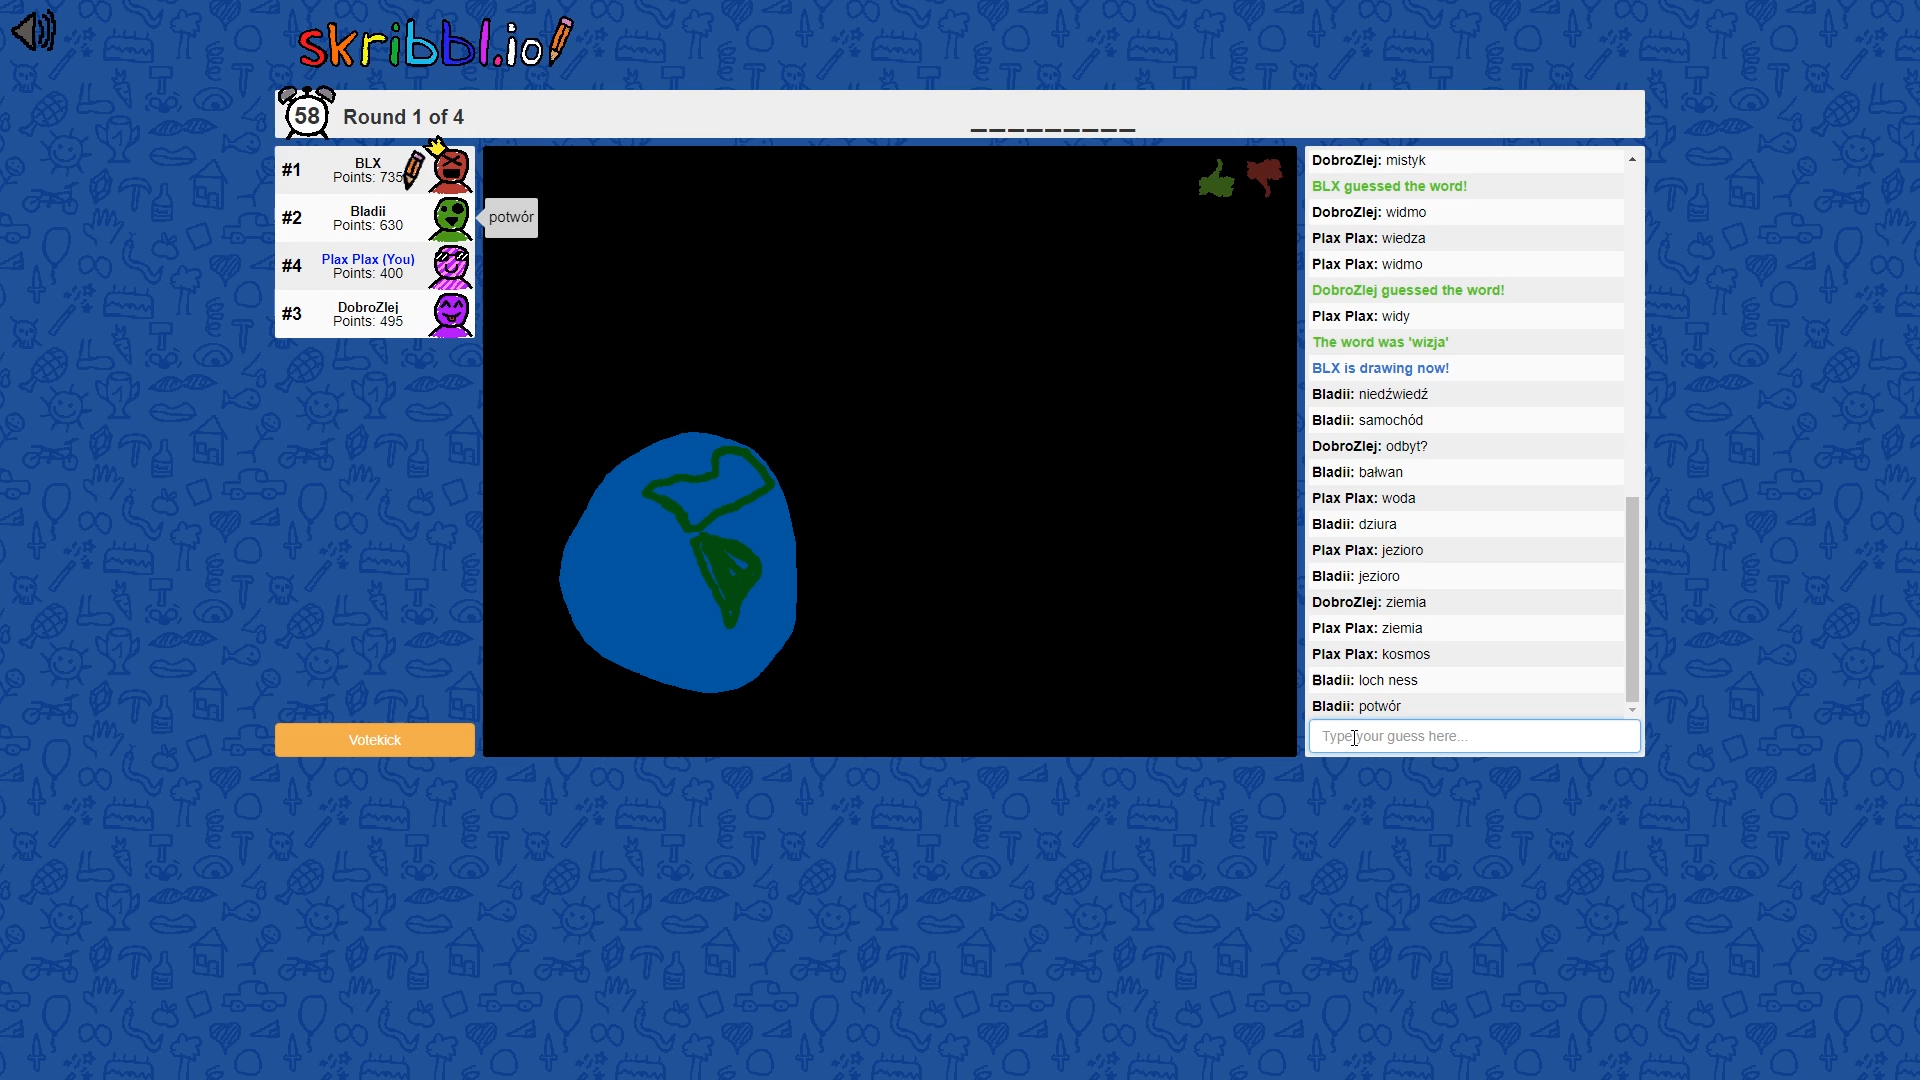 skribbl.io
58
Round 1 of 4
_________
#1
BLX
Points: 735
#2
Bladii
Points: 630
potwór
#4
Plax Plax (You)
Points: 400
#3
DobroZlej
Points: 495
Votekick
DobroZlej: mistyk
BLX guessed the word!
DobroZlej: widmo
Plax Plax: wiedza
Plax Plax: widmo
DobroZlej guessed the word!
Plax Plax: widy
The word was 'wizja'
BLX is drawing now!
Bladii: niedźwiedź
Bladii: samochód
DobroZlej: odbyt?
Bladii: bałwan
Plax Plax: woda
Bladii: dziura
Plax Plax: jezioro
Bladii: jezioro
DobroZlej: ziemia
Plax Plax: ziemia
Plax Plax: kosmos
Bladii: loch ness
Bladii: potwór
Type your guess here...